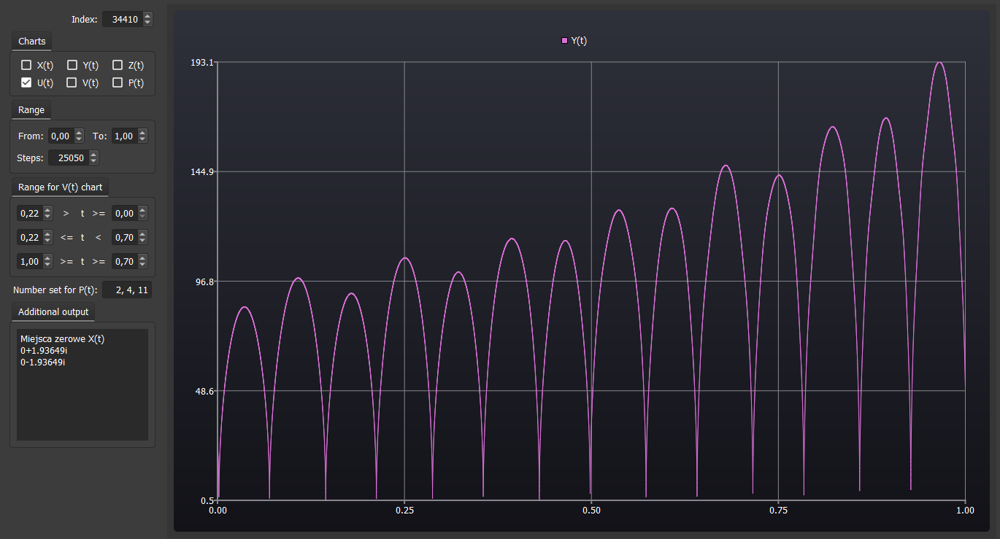 Index: 34410
Charts
X(t) Y(t) Z(t)
U(t) V(t) P(t)
Range
From: 0,00 To: 1,00
Steps: 25050
Range for V(t) chart
0,22 > t >= 0,00
0,22 <= t < 0,70
1,00 >= t >= 0,70
Number set for P(t): 2, 4, 11
Additional output
Miejsca zerowe X(t)
0+1.93649i
0-1.93649i
Y(t)
193.1
144.9
96.8
48.6
0.5
0.00 0.25 0.50 0.75 1.00